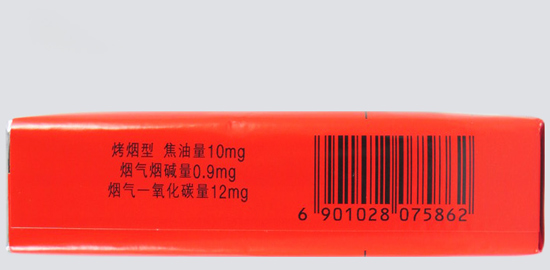 烤烟型 焦油量10mg
烟气烟碱量0.9mg
烟气一氧化碳量12mg
6 901028 075862